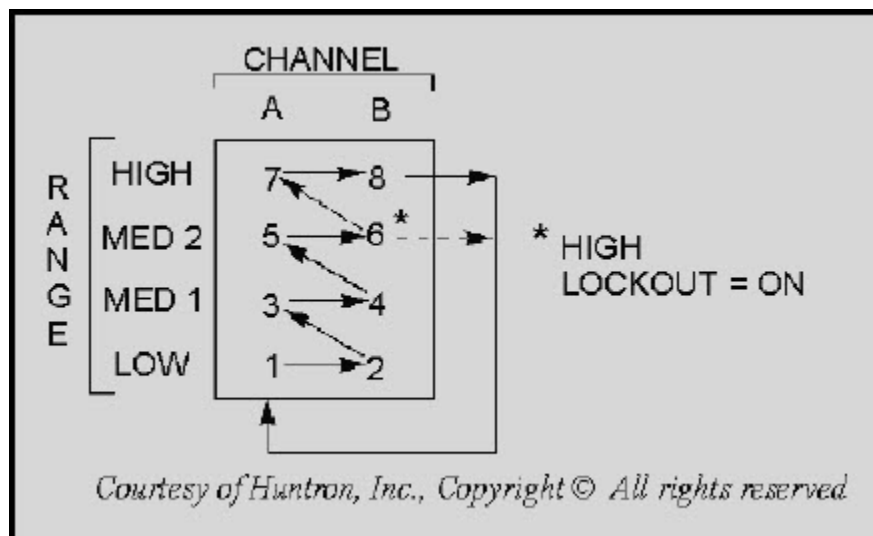 CHANNEL
A B
RANGE
HIGH 7 8
MED 2 5 6 *
MED 1 3 4
LOW 1 2
* HIGH
LOCKOUT = ON
Courtesy of Huntron, Inc., Copyright © All rights reserved